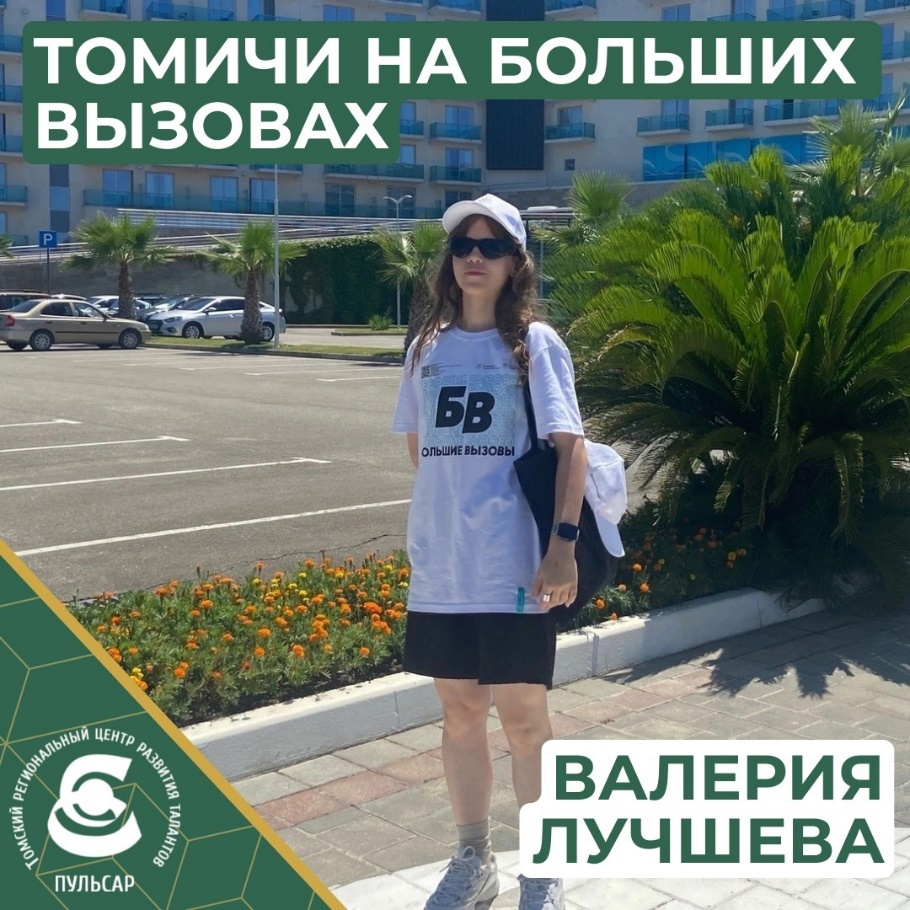 ТОМИЧИ НА БОЛЬШИХ
ВЫЗОВАХ
P
БВ
ОЛЬШИЕ ВЫЗОВЫ
ВАЛЕРИЯ
ЛУЧШЕВА
ТОМСКИЙ РЕГИОНАЛЬНЫЙ ЦЕНТР РАЗВИТИЯ ТАЛАНТОВ
ПУЛЬСАР